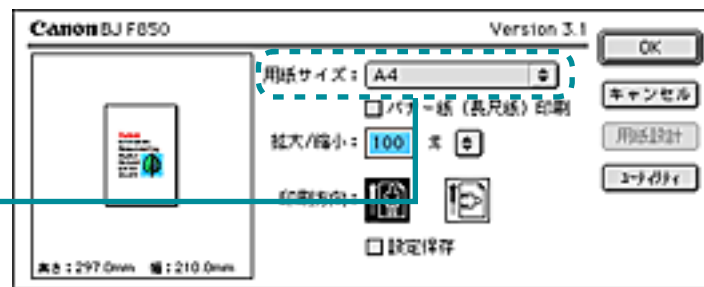 Canon BJ F850
Version 3.1
用紙サイズ： A4
バナー紙（長尺紙）印刷
拡大/縮小： 100 %
印刷方向：
設定保存
高さ：297.0mm 幅：210.0mm
OK
キャンセル
用紙設計
ユーティリティ